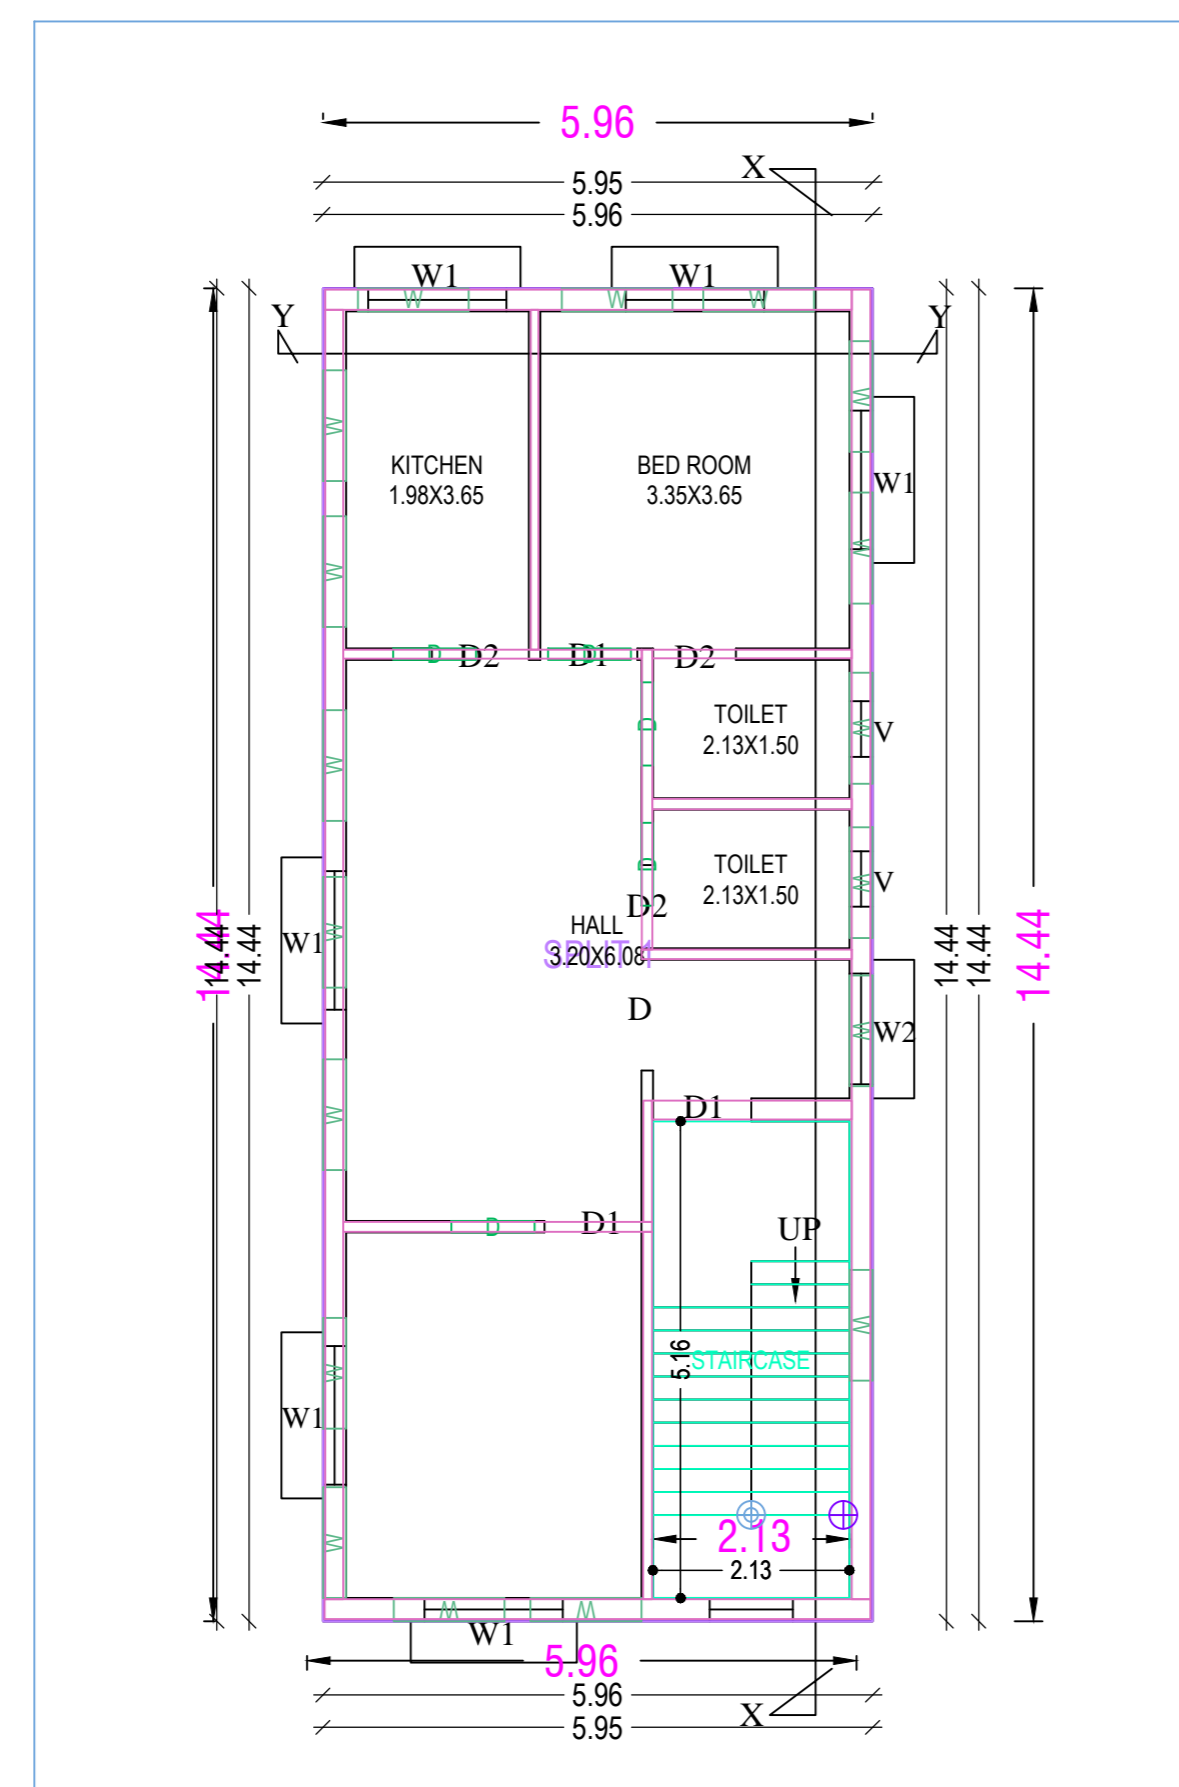 5.96
X
5.95
5.96
W1
W1
W
W
W
Y
Y
W
W
W1
KITCHEN
1.98X3.65
BED ROOM
3.35X3.65
W
W
D
D2
D1
D
D2
TOILET
2.13X1.50
D
W
V
W
TOILET
2.13X1.50
D
W
V
D2
HALL
3.20X6.08
SPLIT 1
W1
W
14.44
14.44
14.44
14.44
14.44
14.44
D
W
W2
W
D1
D
D1
UP
W
5.16
STAIRCASE
W1
W
W
2.13
2.13
W
W
W1
5.96
5.96
X
5.95